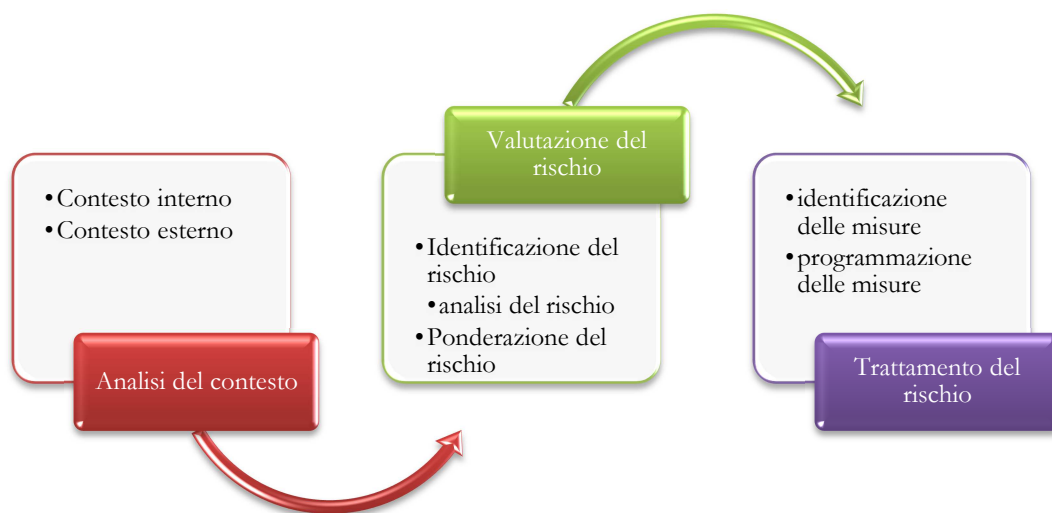 •Contesto interno
•Contesto esterno
Analisi del contesto
Valutazione del
rischio
•Identificazione del
rischio
•analisi del rischio
•Ponderazione del
rischio
•identificazione
delle misure
•programmazione
delle misure
Trattamento del
rischio